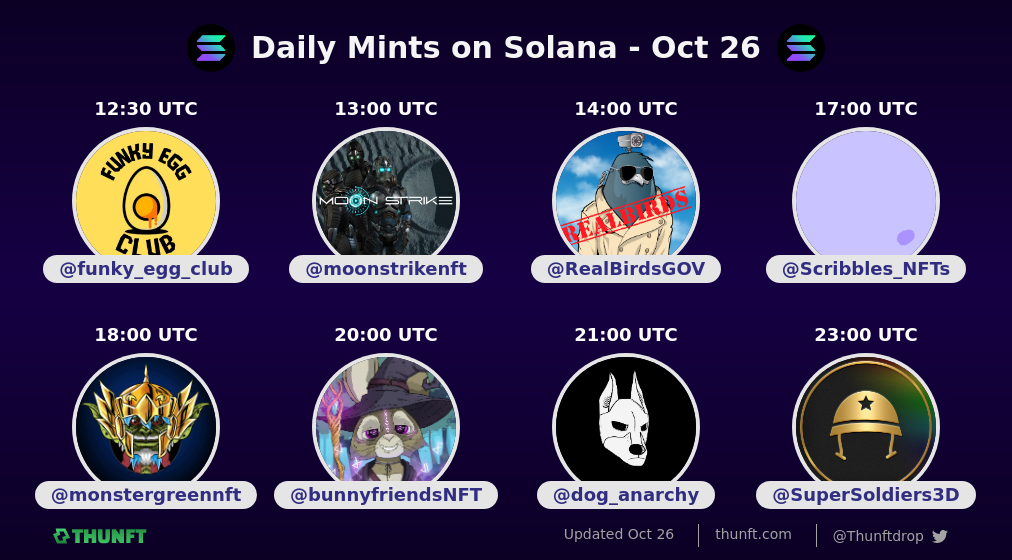 Daily Mints on Solana - Oct 26
12:30 UTC
13:00 UTC
14:00 UTC
17:00 UTC
FUNKY EGG
CLUB
MOON STRIKE
REALBIRDS
@funky_egg_club
@moonstrikenft
@RealBirdsGOV
@Scribbles_NFTs
18:00 UTC
20:00 UTC
21:00 UTC
23:00 UTC
@monstergreennft
@bunnyfriendsNFT
@dog_anarchy
@SuperSoldiers3D
THUNFT
Updated Oct 26
thunft.com
@Thunftdrop